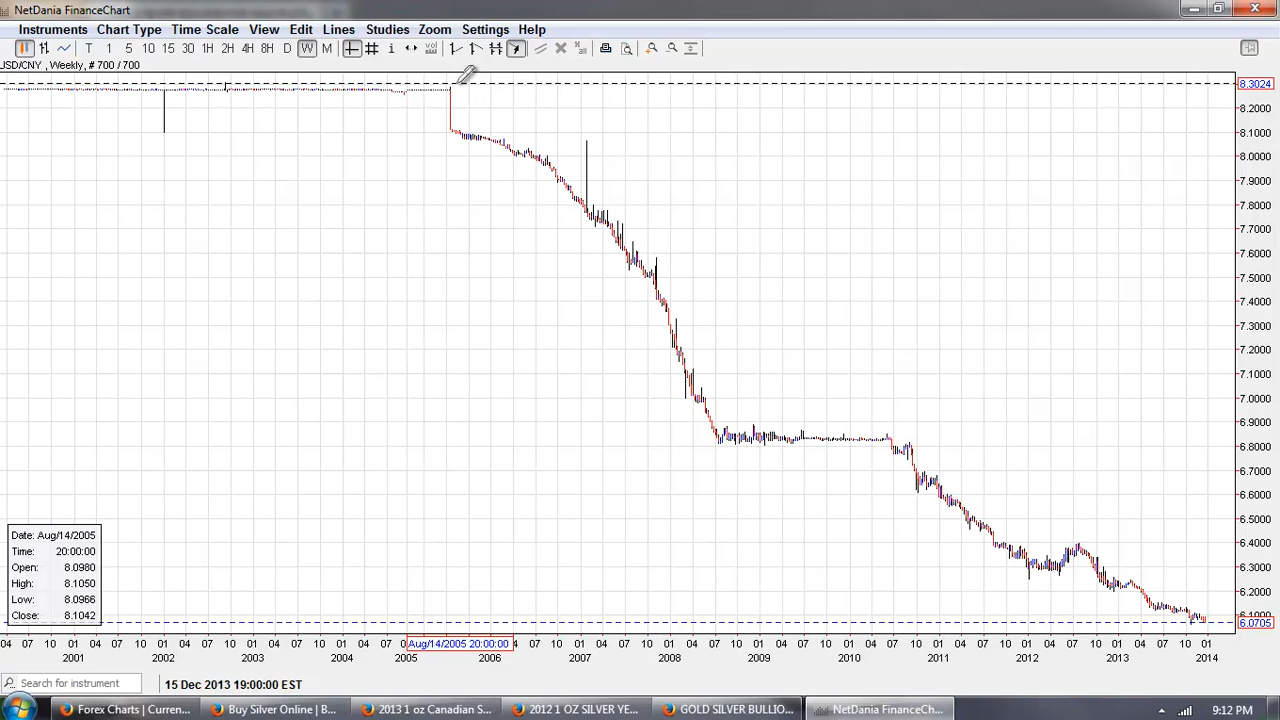 NetDania FinanceChart
Instruments Chart Type Time Scale View Edit Lines Studies Zoom Settings Help
T 1 5 10 15 30 1H 2H 4H 8H D W M i vol
USD/CNY , Weekly, # 700 / 700
8.3024
8.2000
8.1000
8.0000
7.9000
7.8000
7.7000
7.6000
7.5000
7.4000
7.3000
7.2000
7.1000
7.0000
6.9000
6.8000
6.7000
6.6000
6.5000
6.4000
6.3000
6.2000
6.1000
6.0705
Date: Aug/14/2005
Time: 20:00:00
Open: 8.0980
High: 8.1050
Low: 8.0966
Close: 8.1042
04 07 10 01 04 07 10 01 04 07 10 01 04 07 10 01 04 07 10 01 Aug/14/2005 20:00:00 4 07 10 01 04 07 10 01 04 07 10 01 04 07 10 01 04 07 10 01 04 07 10 01 04 07 10 01 04 07 10 01
2001 2002 2003 2004 2005 2006 2007 2008 2009 2010 2011 2012 2013 2014
Search for instrument 15 Dec 2013 19:00:00 EST
Forex Charts | Curren... Buy Silver Online | B... 2013 1 oz Canadian S... 2012 1 OZ SILVER YE... GOLD SILVER BULLIO... NetDania FinanceCh... 9:12 PM